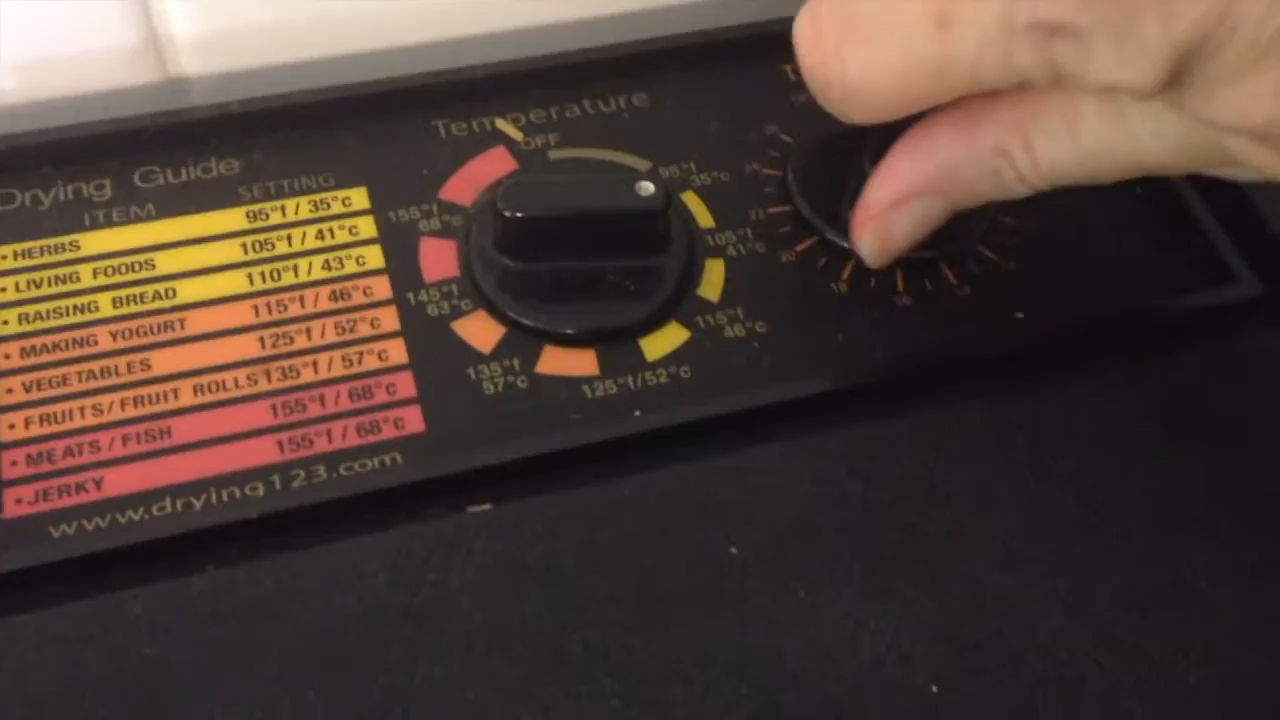 Drying Guide
ITEM SETTING
• HERBS 95°f / 35°c
• LIVING FOODS 105°f / 41°c
• RAISING BREAD 110°f / 43°c
• MAKING YOGURT 115°f / 46°c
• VEGETABLES 125°f / 52°c
• FRUITS/FRUIT ROLLS 135°f / 57°c
• MEATS / FISH 155°f / 68°c
• JERKY 155°f / 68°c
www.drying123.com
Temperature
OFF
95°f
35°c
105°f
41°c
115°f
46°c
125°f/52°c
135°f
57°c
145°f
63°c
155°f
68°c